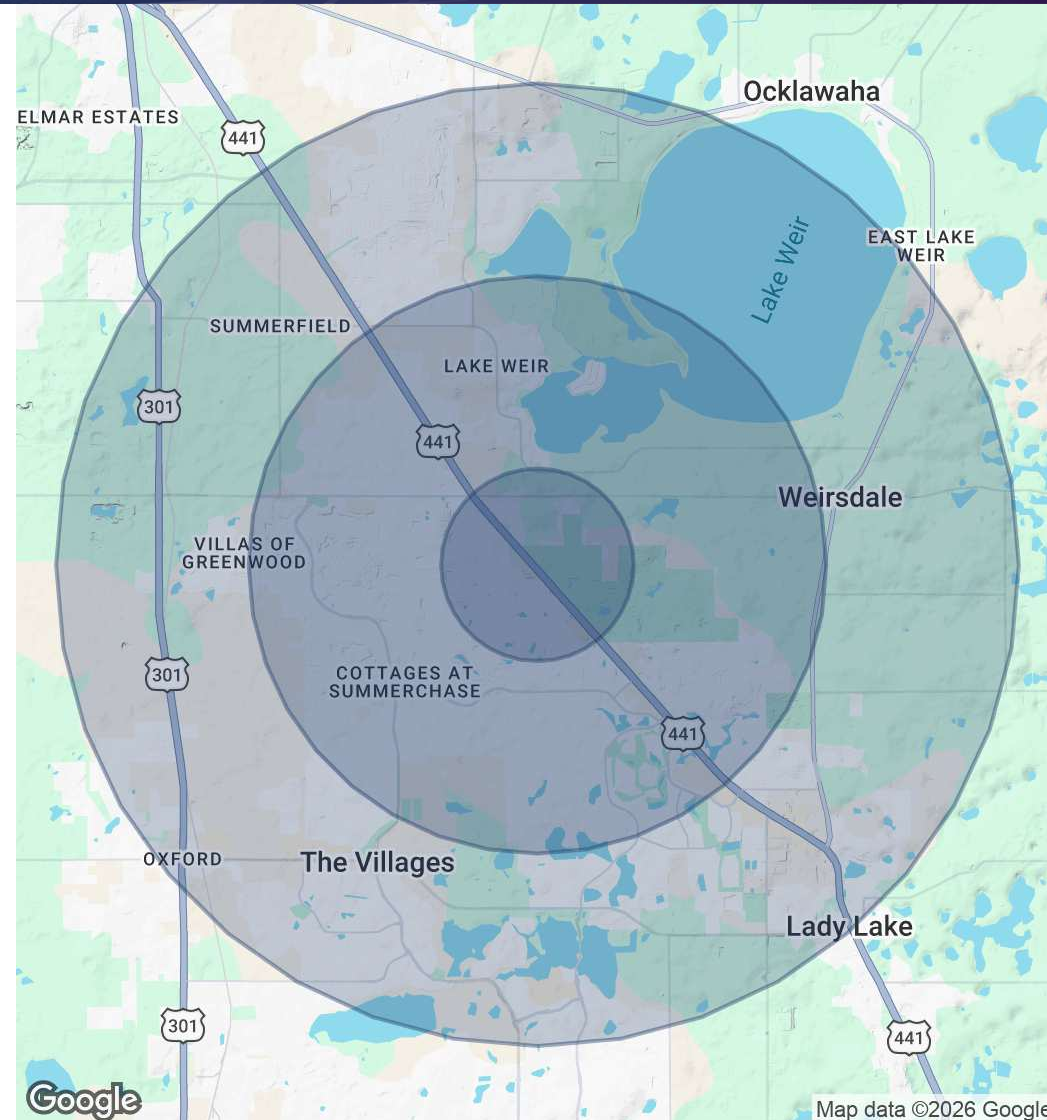 Ocklawaha
ELMAR ESTATES
441
EAST LAKE
WEIR
Lake Weir
SUMMERFIELD
LAKE WEIR
301
441
Weirsdale
VILLAS OF
GREENWOOD
COTTAGES AT
SUMMERCHASE
301
441
OXFORD
The Villages
Lady Lake
301
441
Google
Map data ©2026 Google